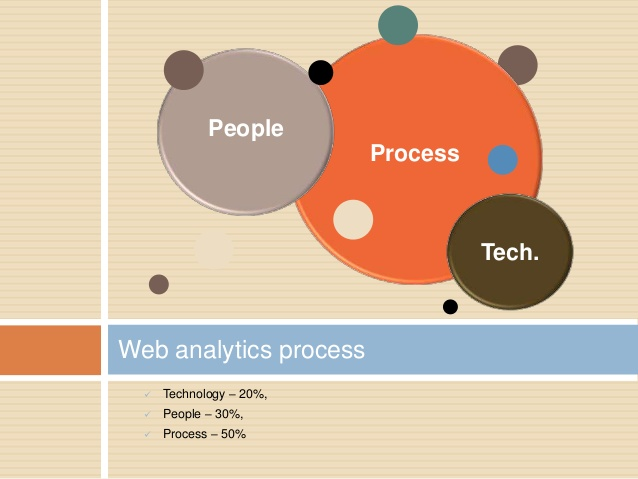 People
Process
Tech.
Web analytics process
Technology – 20%,
People – 30%,
Process – 50%